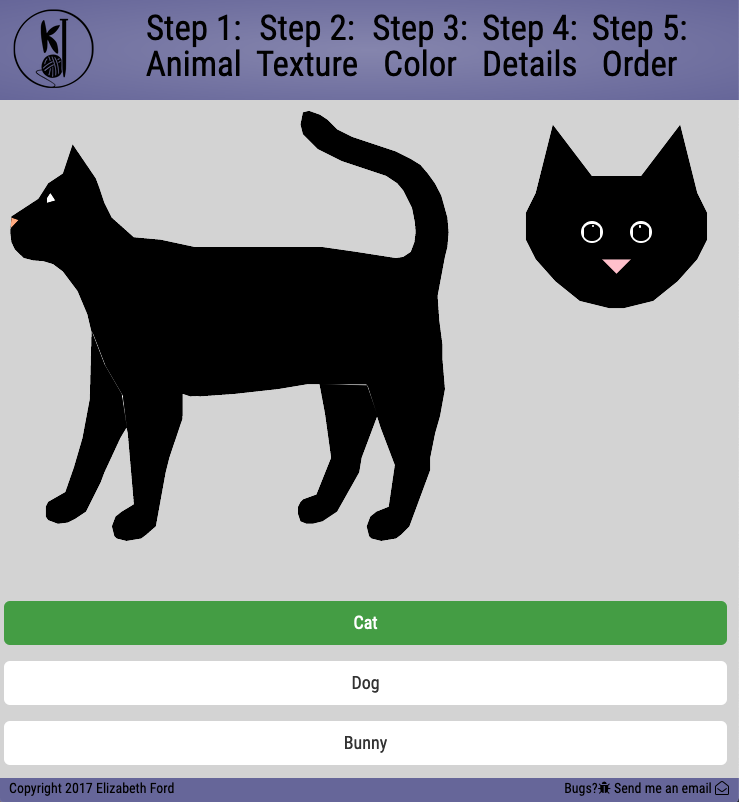 KI
Step 1: Step 2: Step 3: Step 4: Step 5:
Animal Texture Color Details Order
Cat
Dog
Bunny
Copyright 2017 Elizabeth Ford
Bugs? Send me an email